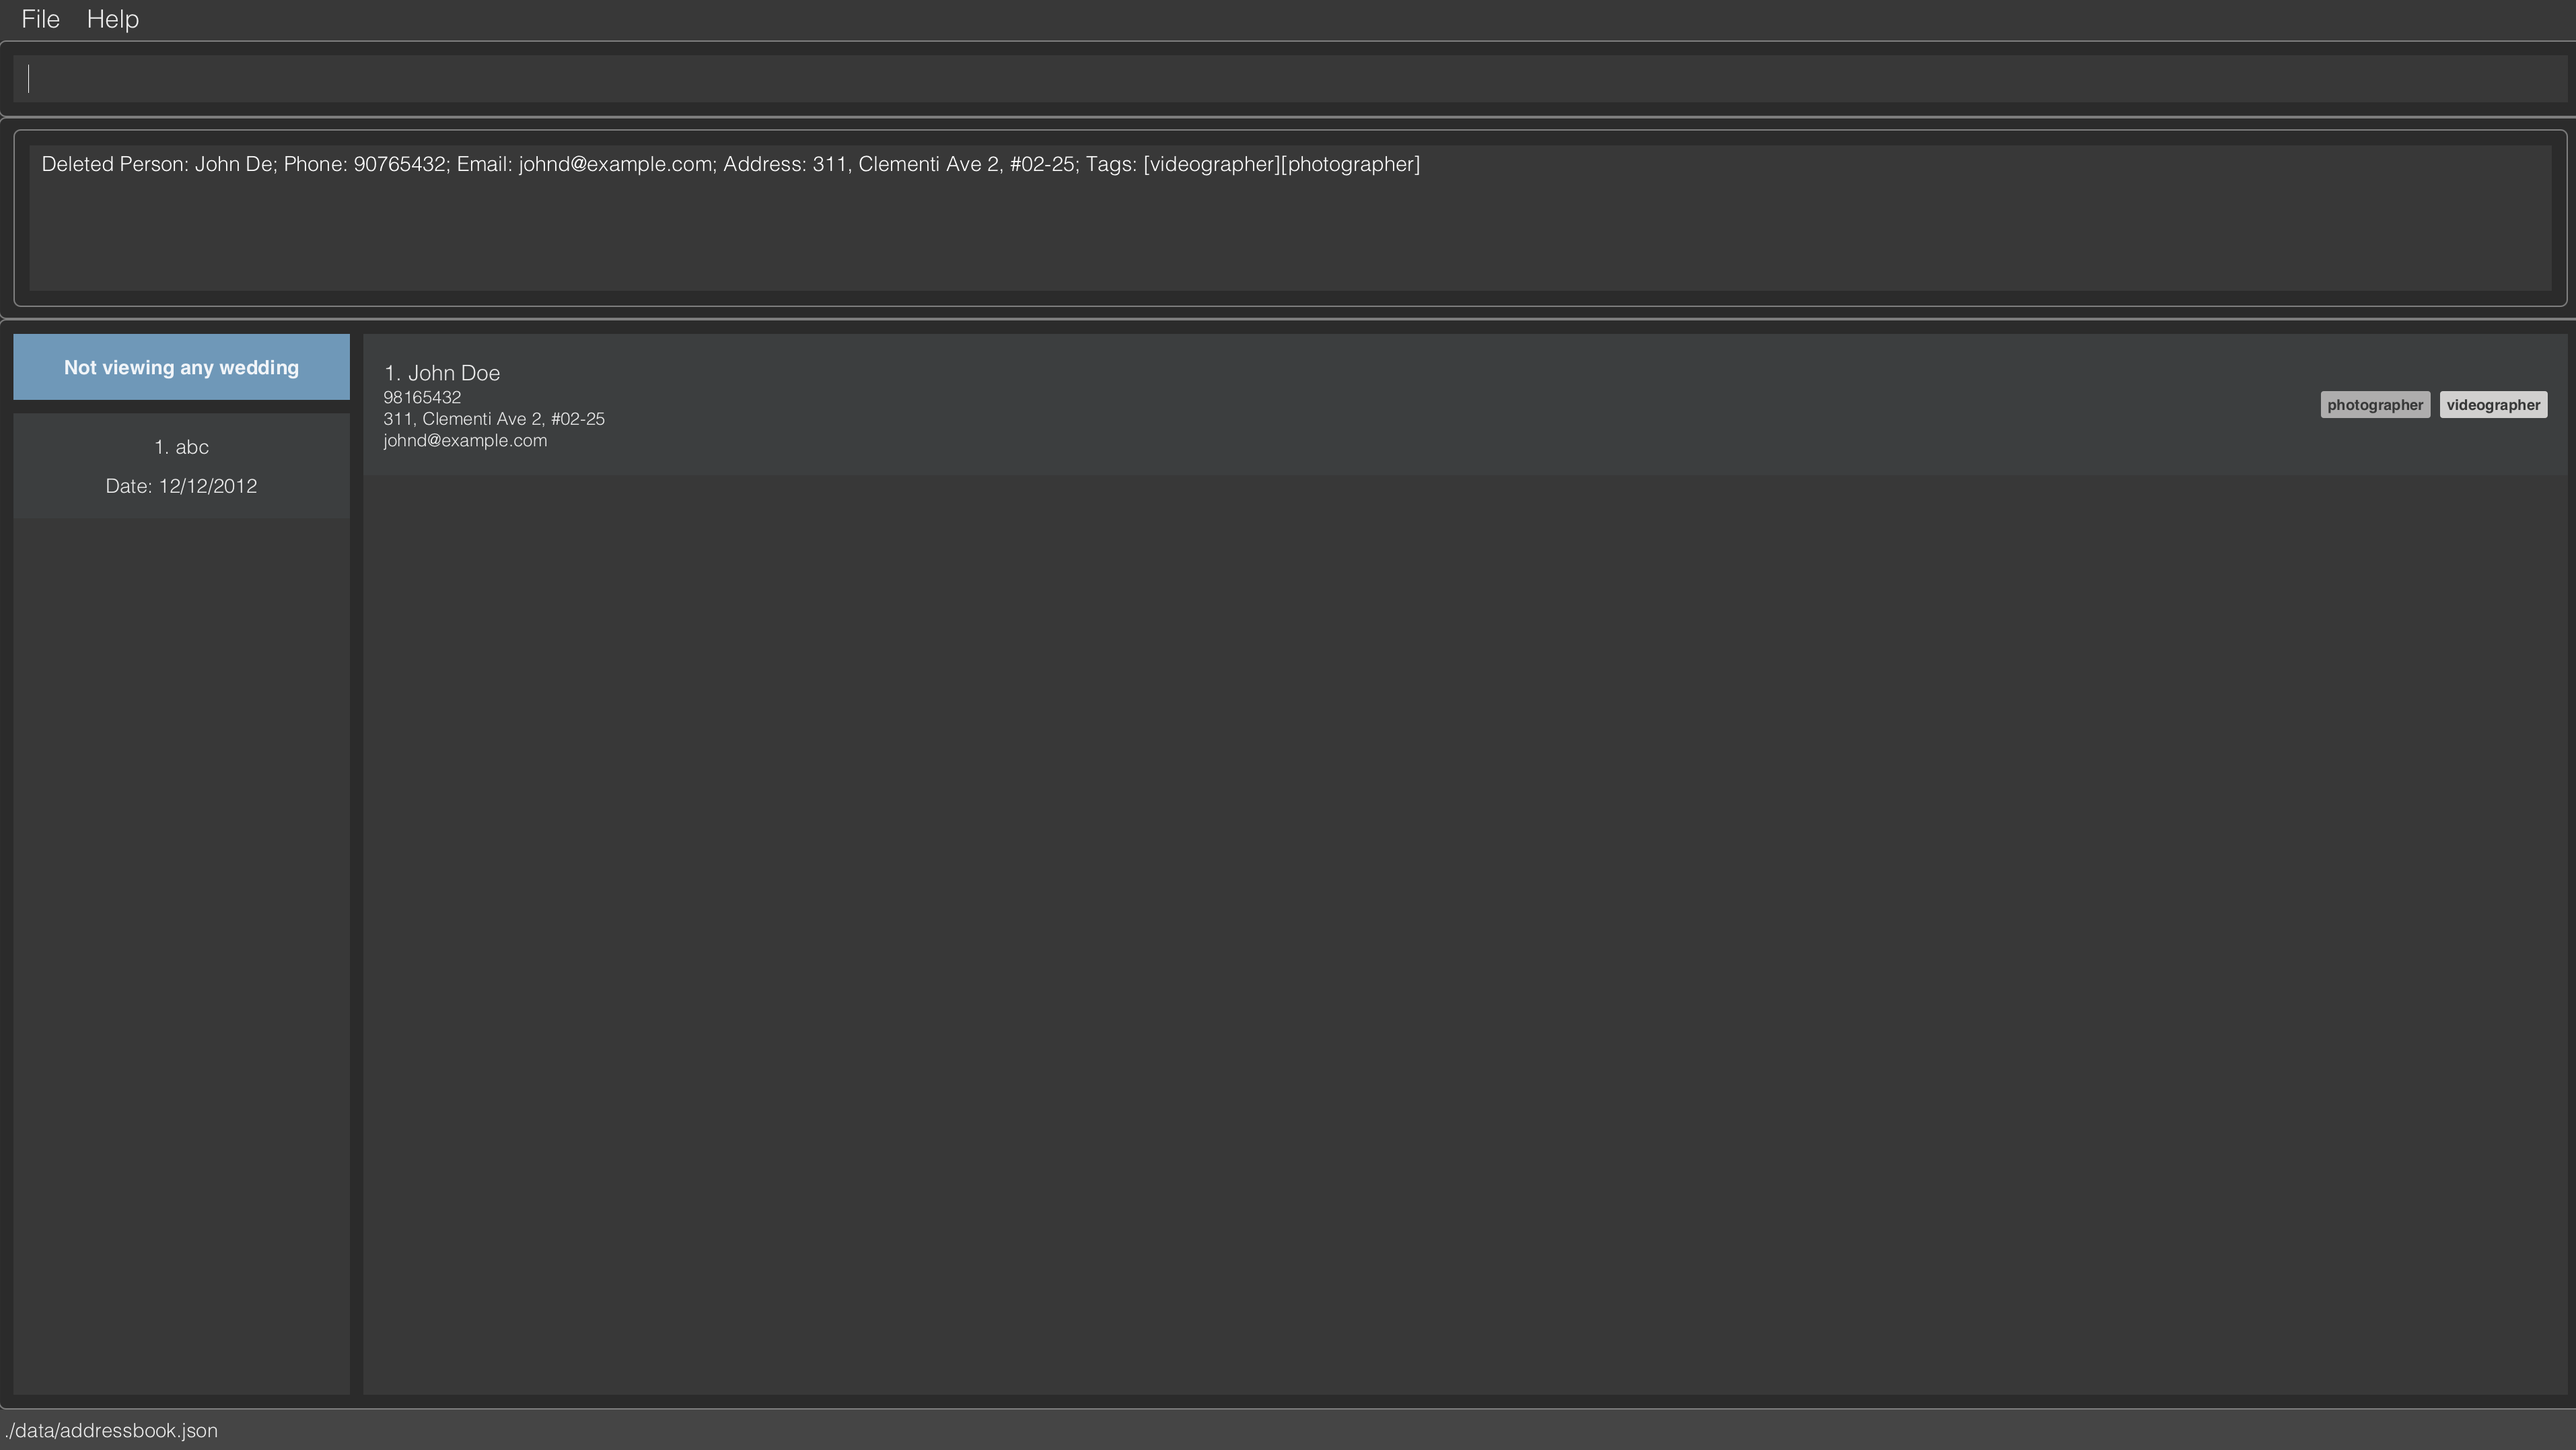 File Help
Deleted Person: John De; Phone: 90765432; Email: johnd@example.com; Address: 311, Clementi Ave 2, #02-25; Tags: [videographer][photographer]
Not viewing any wedding
1. abc
Date: 12/12/2012
1. John Doe
98165432
311, Clementi Ave 2, #02-25
johnd@example.com
photographer videographer
./data/addressbook.json